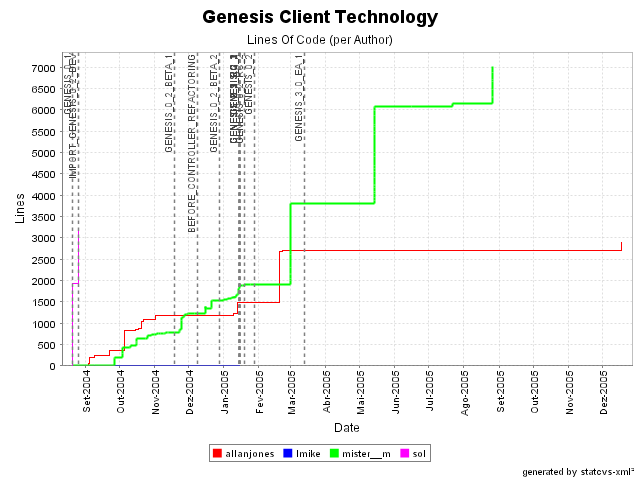 Genesis Client Technology
Lines Of Code (per Author)
Lines
7000
6500
6000
5500
5000
4500
4000
3500
3000
2500
2000
1500
1000
500
0
IMPORT_GENESIS_0_2_DEV
GENESIS_0_2_BETA_1
BEFORE_CONTROLLER_REFACTORING
GENESIS_0_2_BETA_2
GENESIS_0_2
GENESIS_3_0_EA_1
Set-2004
Out-2004
Nov-2004
Dez-2004
Jan-2005
Fev-2005
Mar-2005
Abr-2005
Mai-2005
Jun-2005
Jul-2005
Ago-2005
Set-2005
Out-2005
Nov-2005
Dez-2005
Date
allanjones lmike mister__m sol
generated by statcvs-xml²